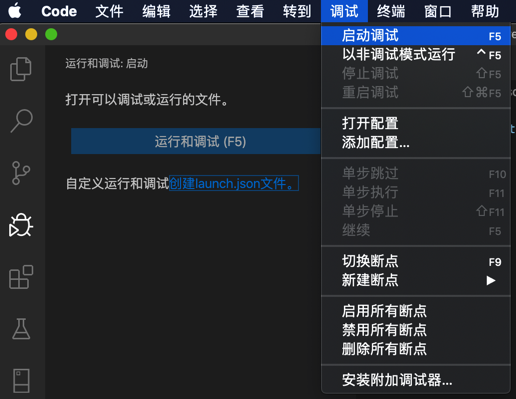 Code 文件 编辑 选择 查看 转到 调试 终端 窗口 帮助
运行和调试: 启动
打开可以调试或运行的文件。
运行和调试 (F5)
自定义运行和调试创建launch.json文件。
启动调试 F5
以非调试模式运行 ^F5
停止调试 ⇧F5
重启调试 ⇧⌘F5
打开配置
添加配置...
单步跳过 F10
单步执行 F11
单步停止 ⇧F11
继续 F5
切换断点 F9
新建断点 ▶
启用所有断点
禁用所有断点
删除所有断点
安装附加调试器...